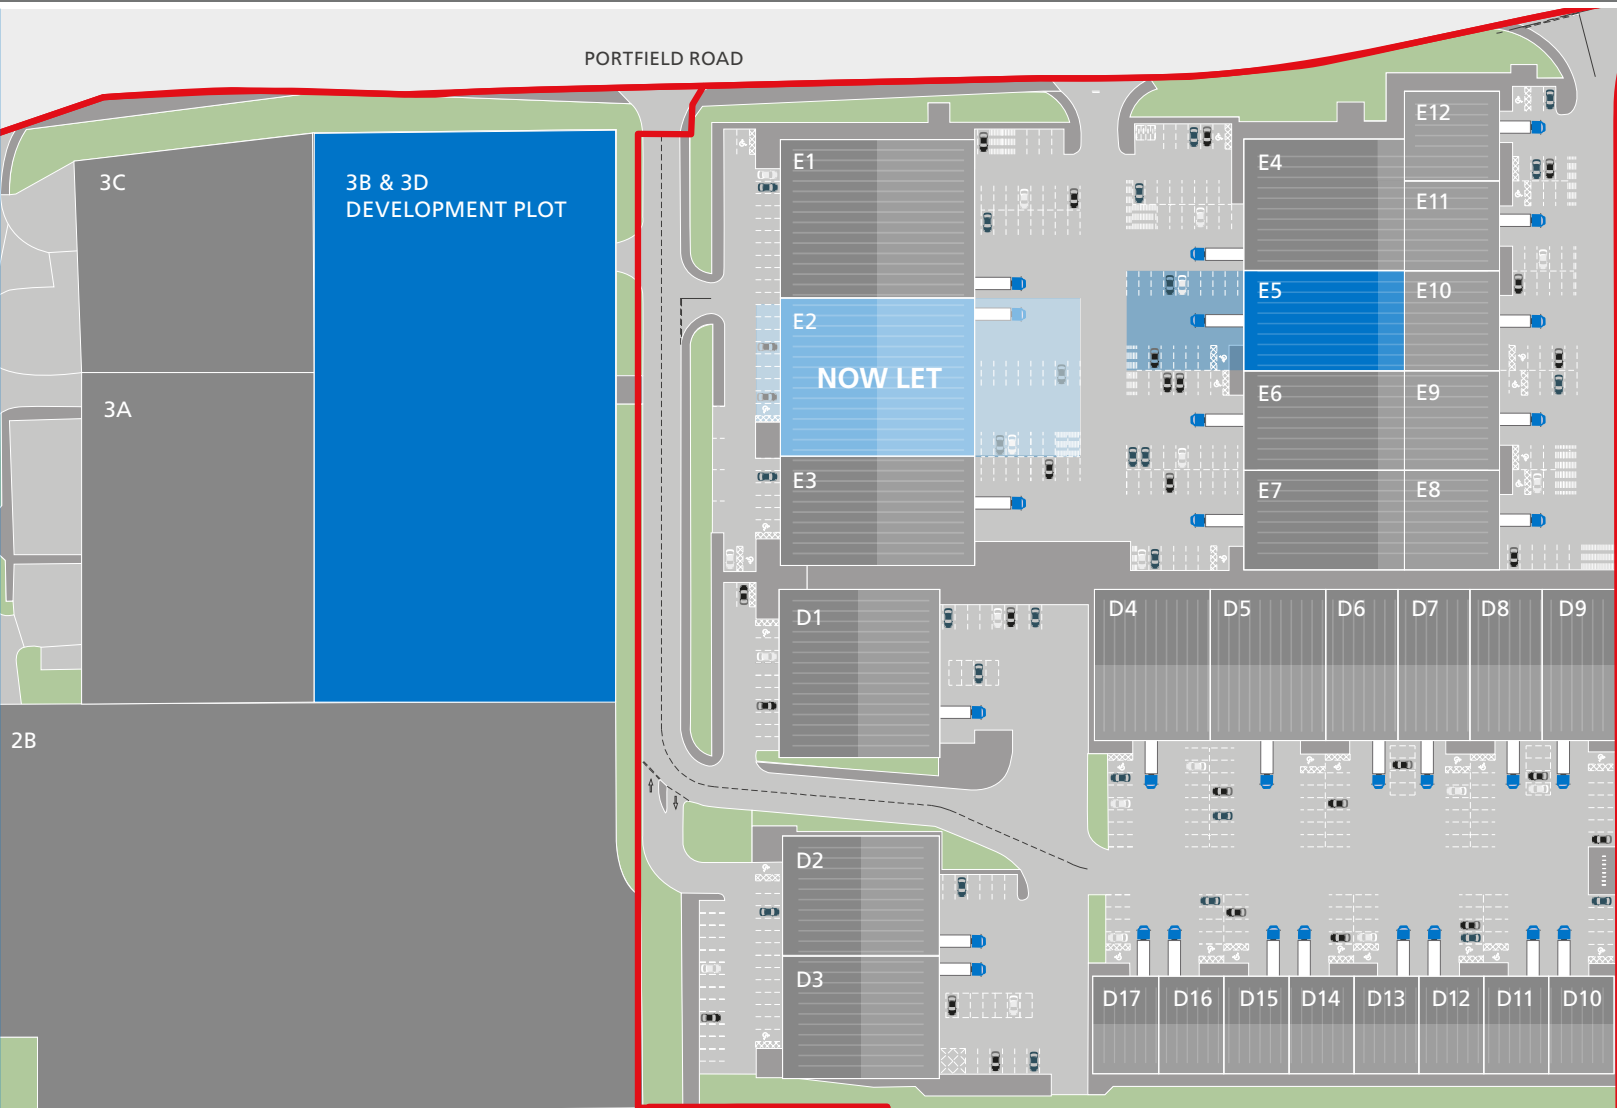 PORTFIELD ROAD
3C
3B & 3D
DEVELOPMENT PLOT
3A
2B
E1
E2
NOW LET
E3
E4
E12
E11
E5
E10
E6
E9
E7
E8
D1
D4
D5
D6
D7
D8
D9
D2
D3
D17
D16
D15
D14
D13
D12
D11
D10